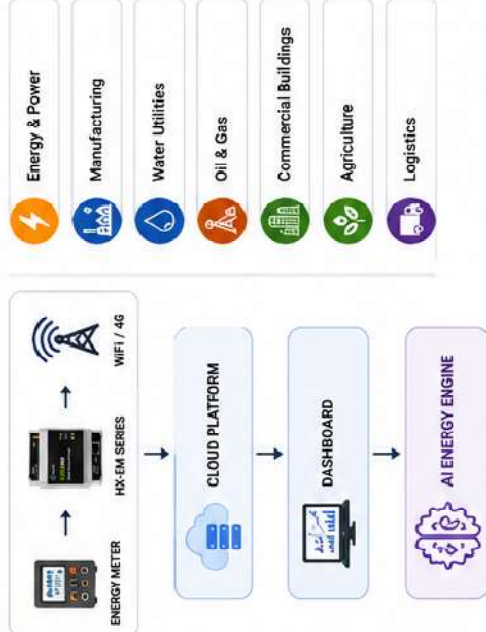 ENERGY METER
HX-EM SERIES
WiFi / 4G
CLOUD PLATFORM
DASHBOARD
AI ENERGY ENGINE
Energy & Power
Manufacturing
Water Utilities
Oil & Gas
Commercial Buildings
Agriculture
Logistics